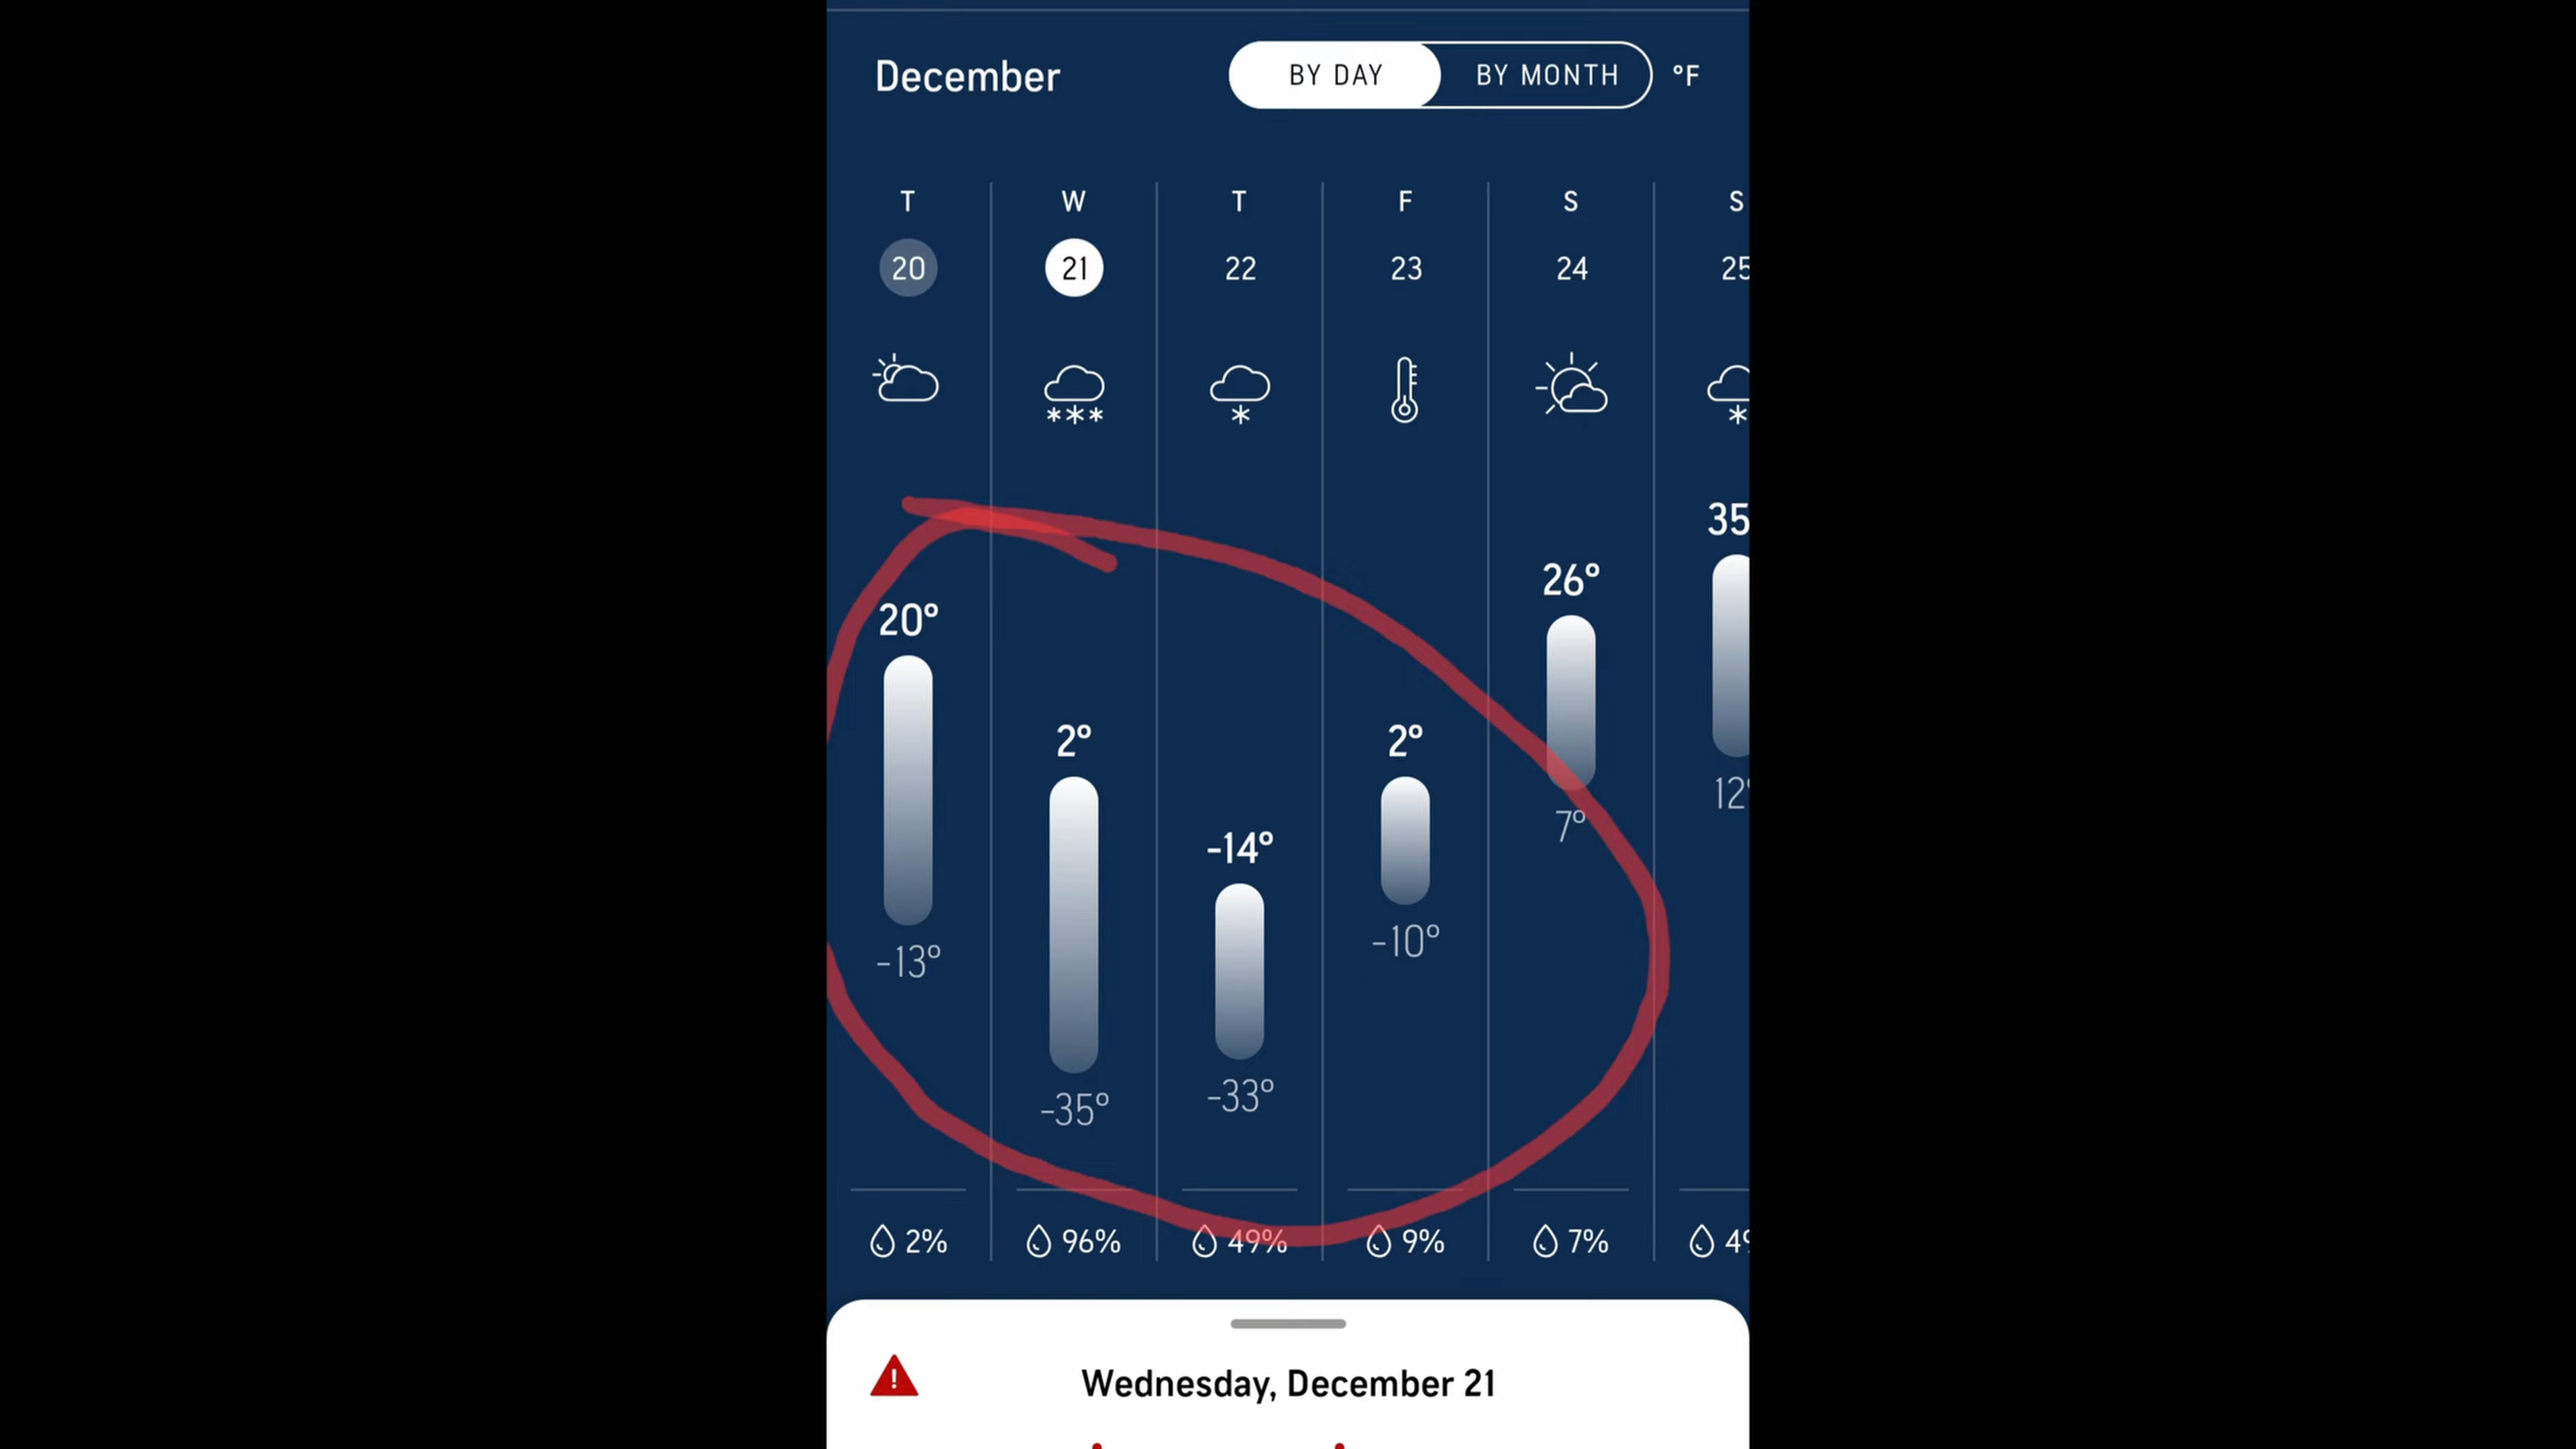 December BY DAY BY MONTH °F
T W T F S S
20 21 22 23 24 25
35
26°
20°
2° 2°
12°
7°
-14°
-10°
-13°
-33°
-35°
2% 96% 49% 9% 7% 4
Wednesday, December 21